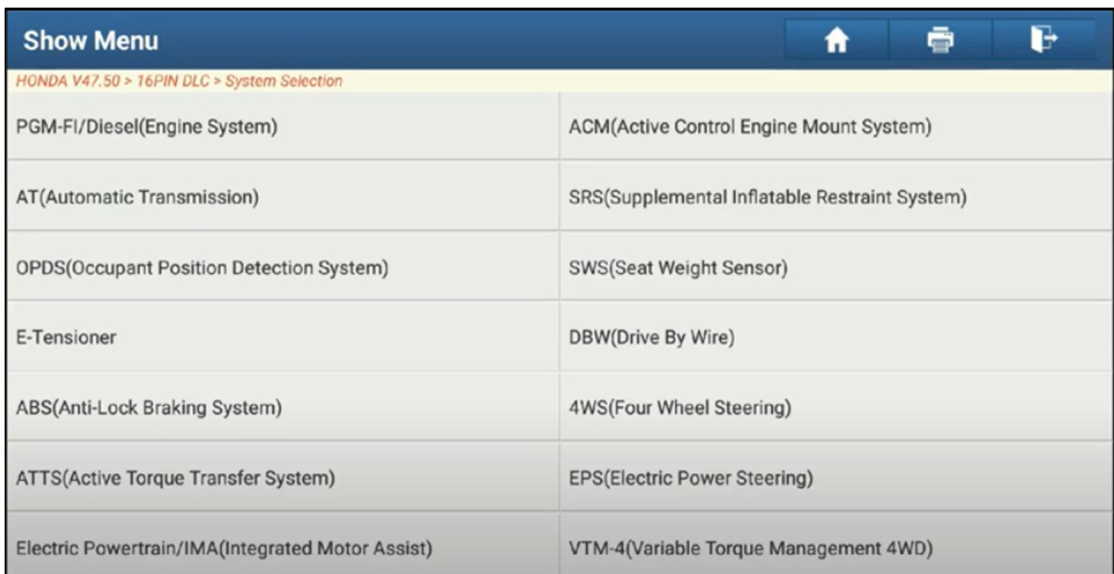 Show Menu
HONDA V47.50 > 16PIN DLC > System Selection
PGM-FI/Diesel(Engine System)
ACM(Active Control Engine Mount System)
AT(Automatic Transmission)
SRS(Supplemental Inflatable Restraint System)
OPDS(Occupant Position Detection System)
SWS(Seat Weight Sensor)
E-Tensioner
DBW(Drive By Wire)
ABS(Anti-Lock Braking System)
4WS(Four Wheel Steering)
ATTS(Active Torque Transfer System)
EPS(Electric Power Steering)
Electric Powertrain/IMA(Integrated Motor Assist)
VTM-4(Variable Torque Management 4WD)